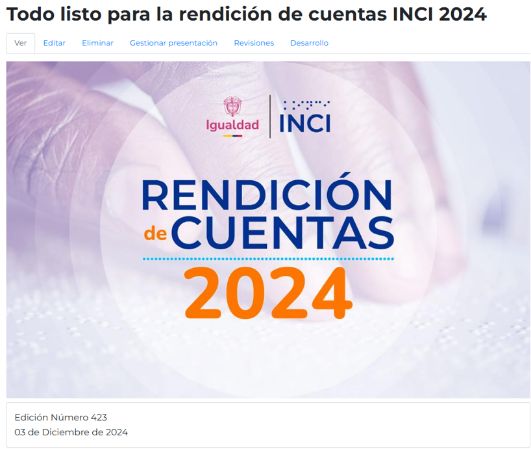 Todo listo para la rendición de cuentas INCI 2024
Ver Editar Eliminar Gestionar presentación Revisiones Desarrollo
Igualdad INCI
RENDICIÓN
de CUENTAS
2024
Edición Número 423
03 de Diciembre de 2024